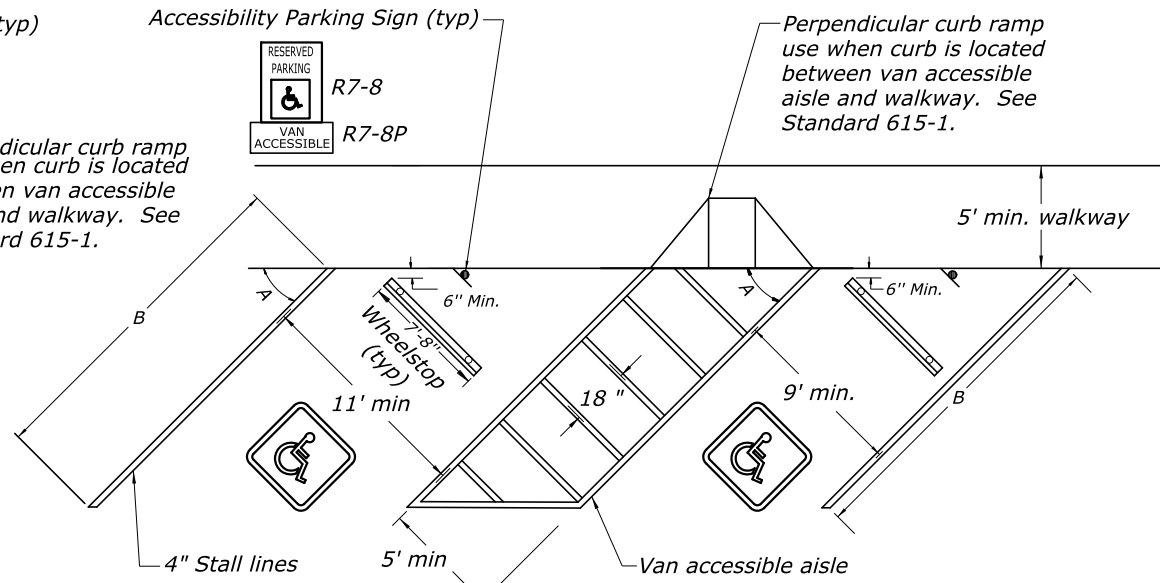 typ)
Accessibility Parking Sign (typ)
RESERVED
PARKING
R7-8
VAN
ACCESSIBLE
R7-8P
Perpendicular curb ramp
use when curb is located
between van accessible
aisle and walkway. See
Standard 615-1.
dicular curb ramp
en curb is located
n van accessible
nd walkway. See
rd 615-1.
5' min. walkway
A
B
6" Min.
7'-8"
Wheelstop
(typ)
11' min
18 "
A
6" Min.
9' min.
B
4" Stall lines
5' min
Van accessible aisle